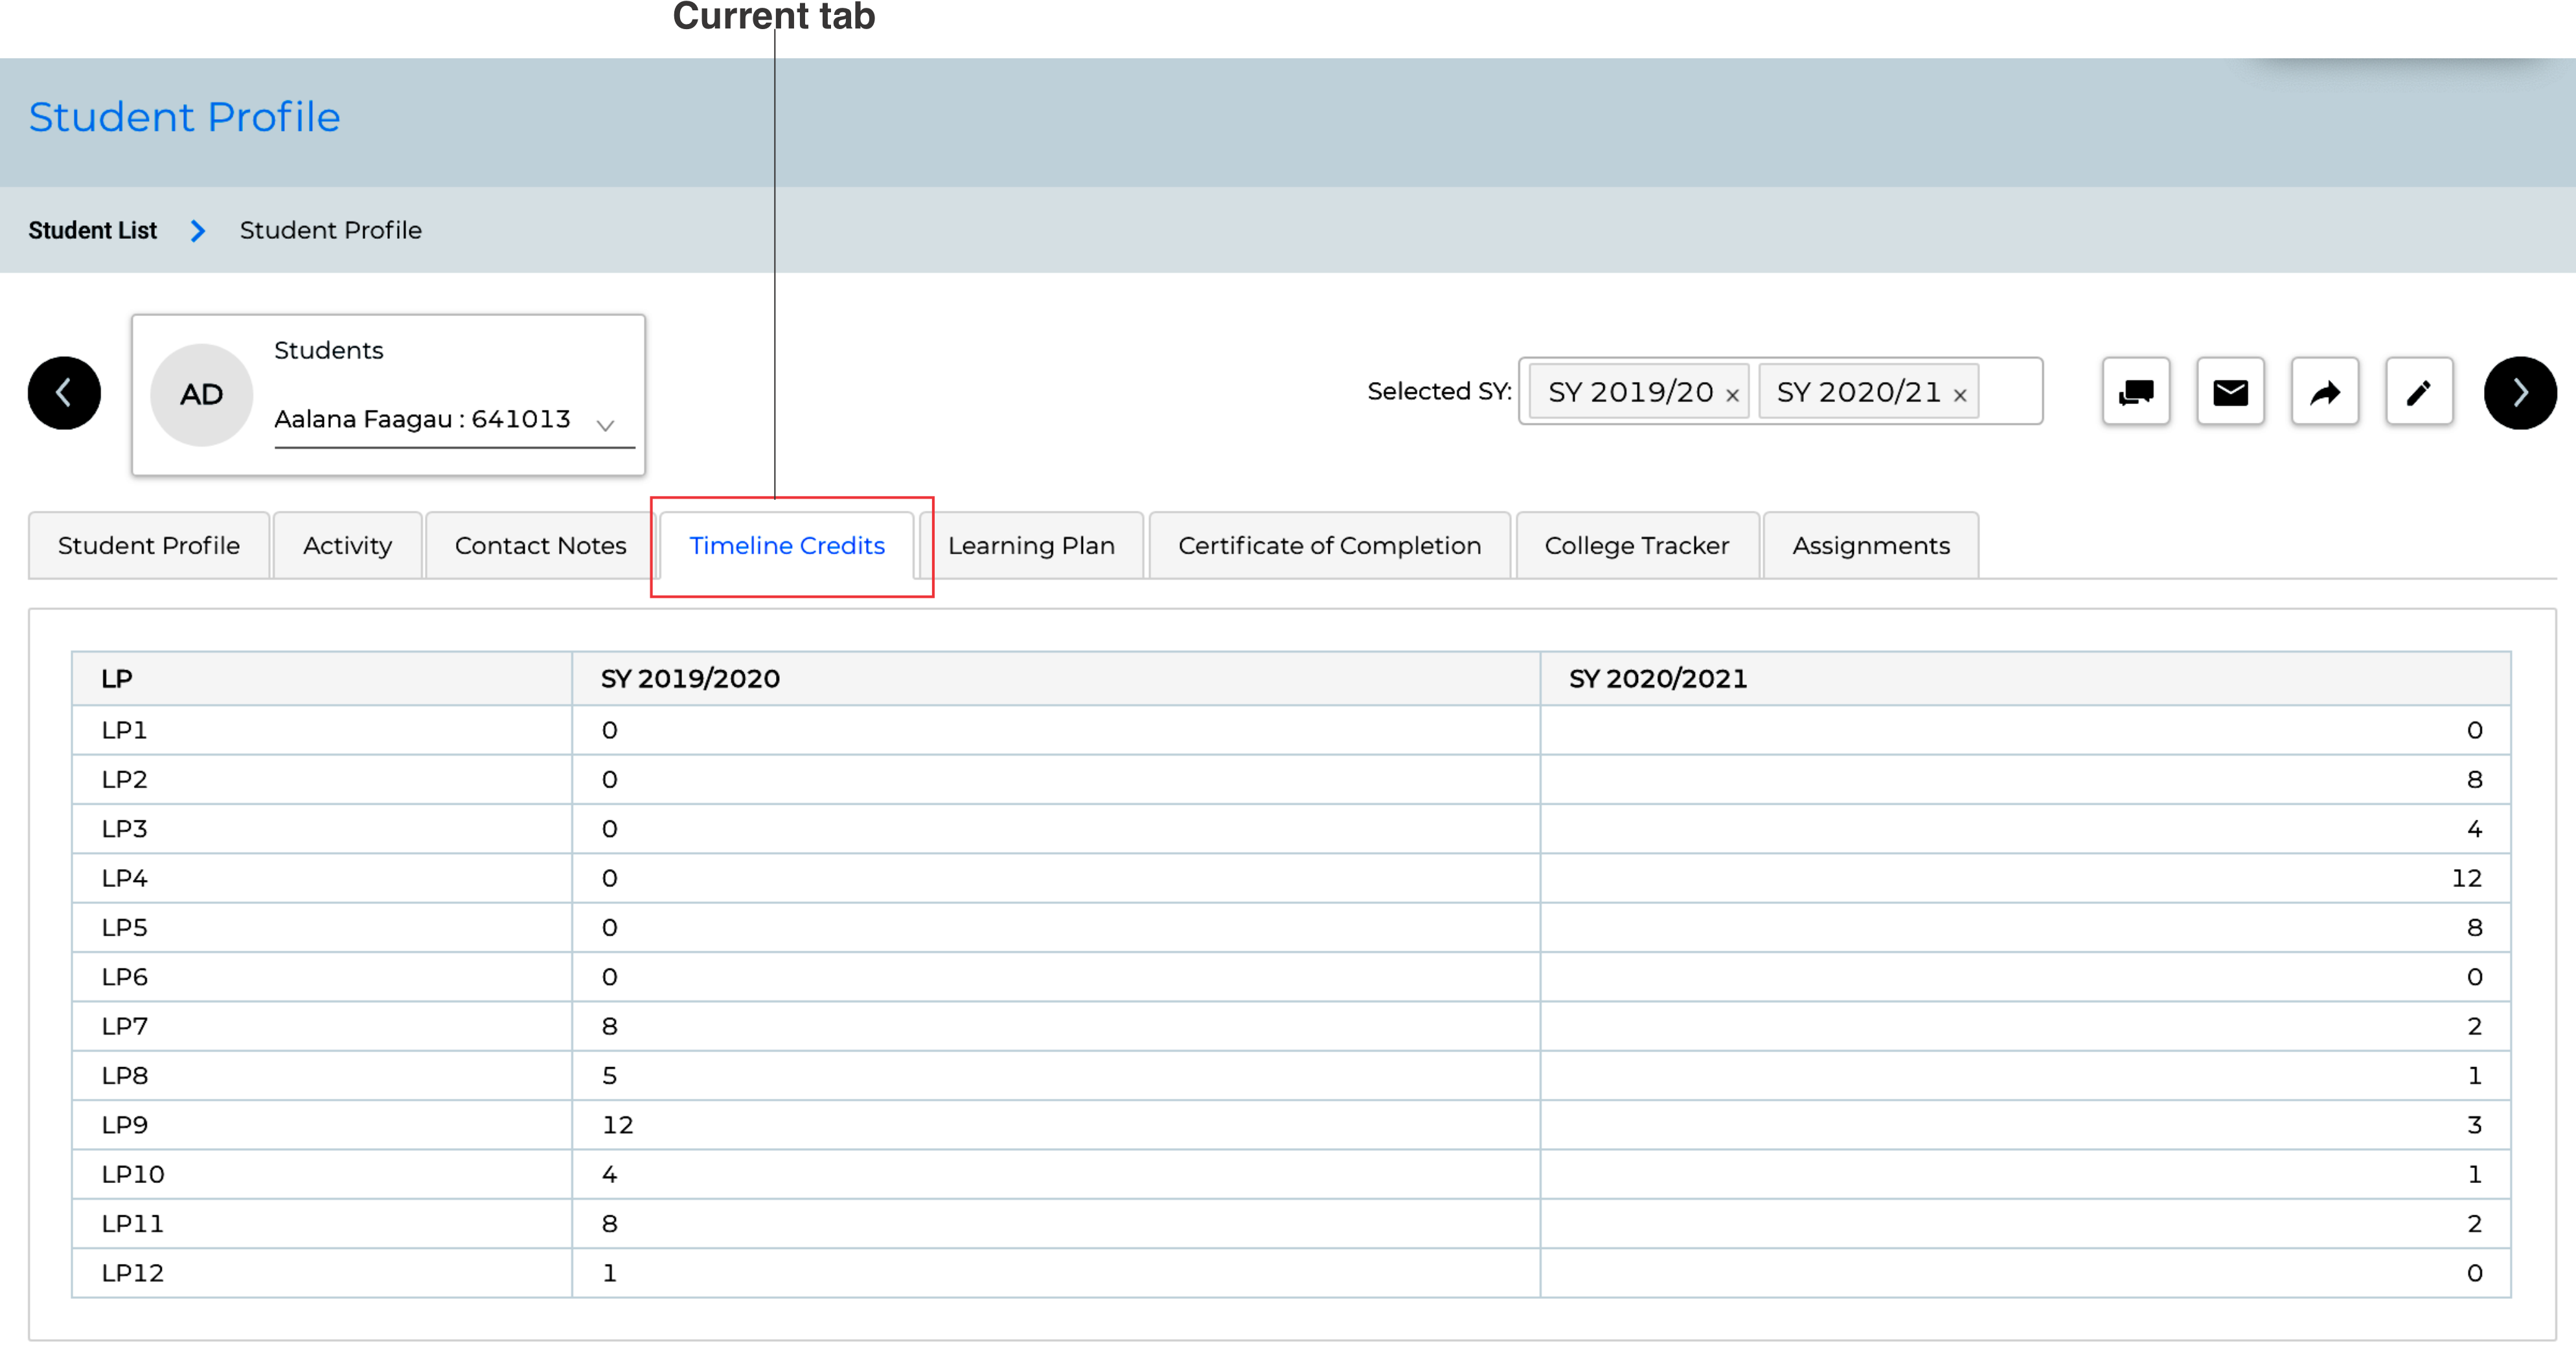 Current tab
Student Profile
Student List Student Profile
AD
Students
Aalana Faagau : 641013
Selected SY: SY 2019/20 × SY 2020/21 ×
Student Profile Activity Contact Notes Timeline Credits Learning Plan Certificate of Completion College Tracker Assignments
LP SY 2019/2020 SY 2020/2021
LP1 0 0
LP2 0 8
LP3 0 4
LP4 0 12
LP5 0 8
LP6 0 0
LP7 8 2
LP8 5 1
LP9 12 3
LP10 4 1
LP11 8 2
LP12 1 0